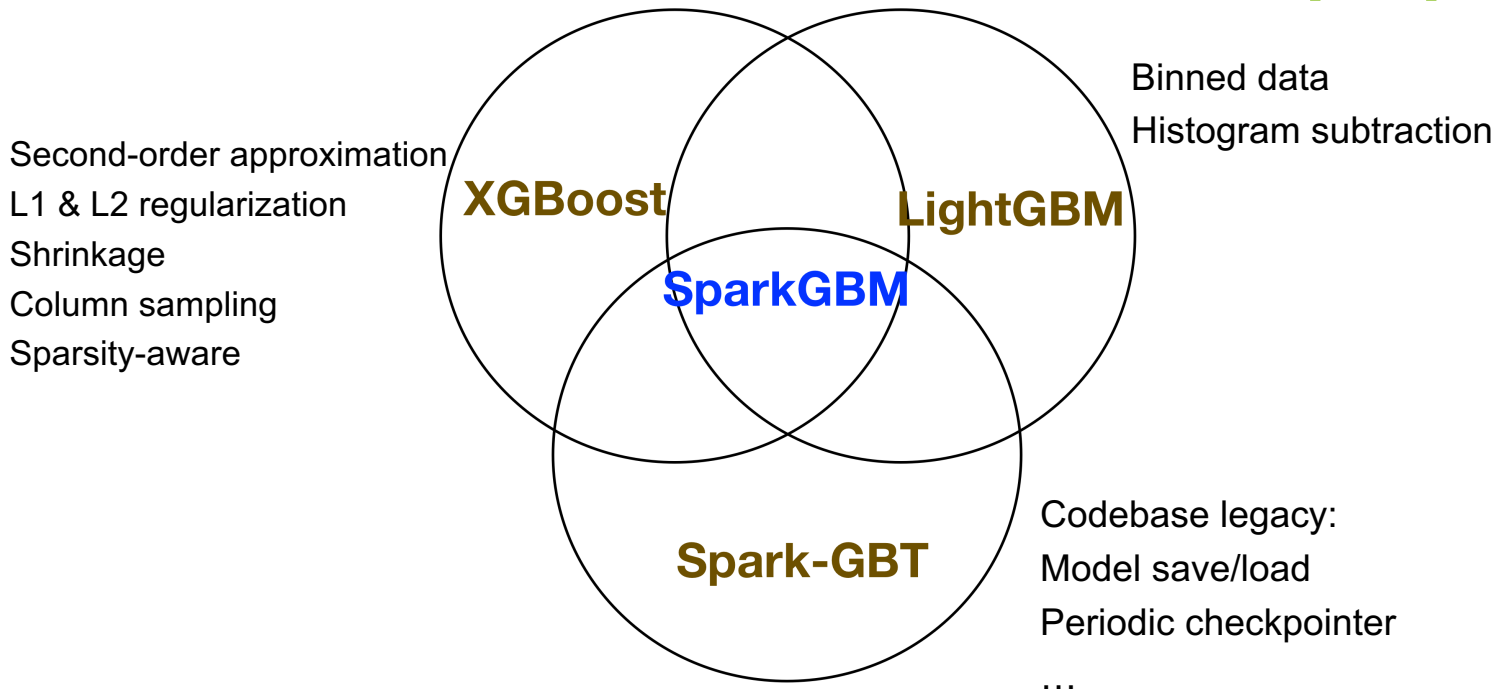 Binned data
Histogram subtraction
Second-order approximation
L1 & L2 regularization
Shrinkage
Column sampling
Sparsity-aware
XGBoost
LightGBM
SparkGBM
Spark-GBT
Codebase legacy:
Model save/load
Periodic checkpointer
...